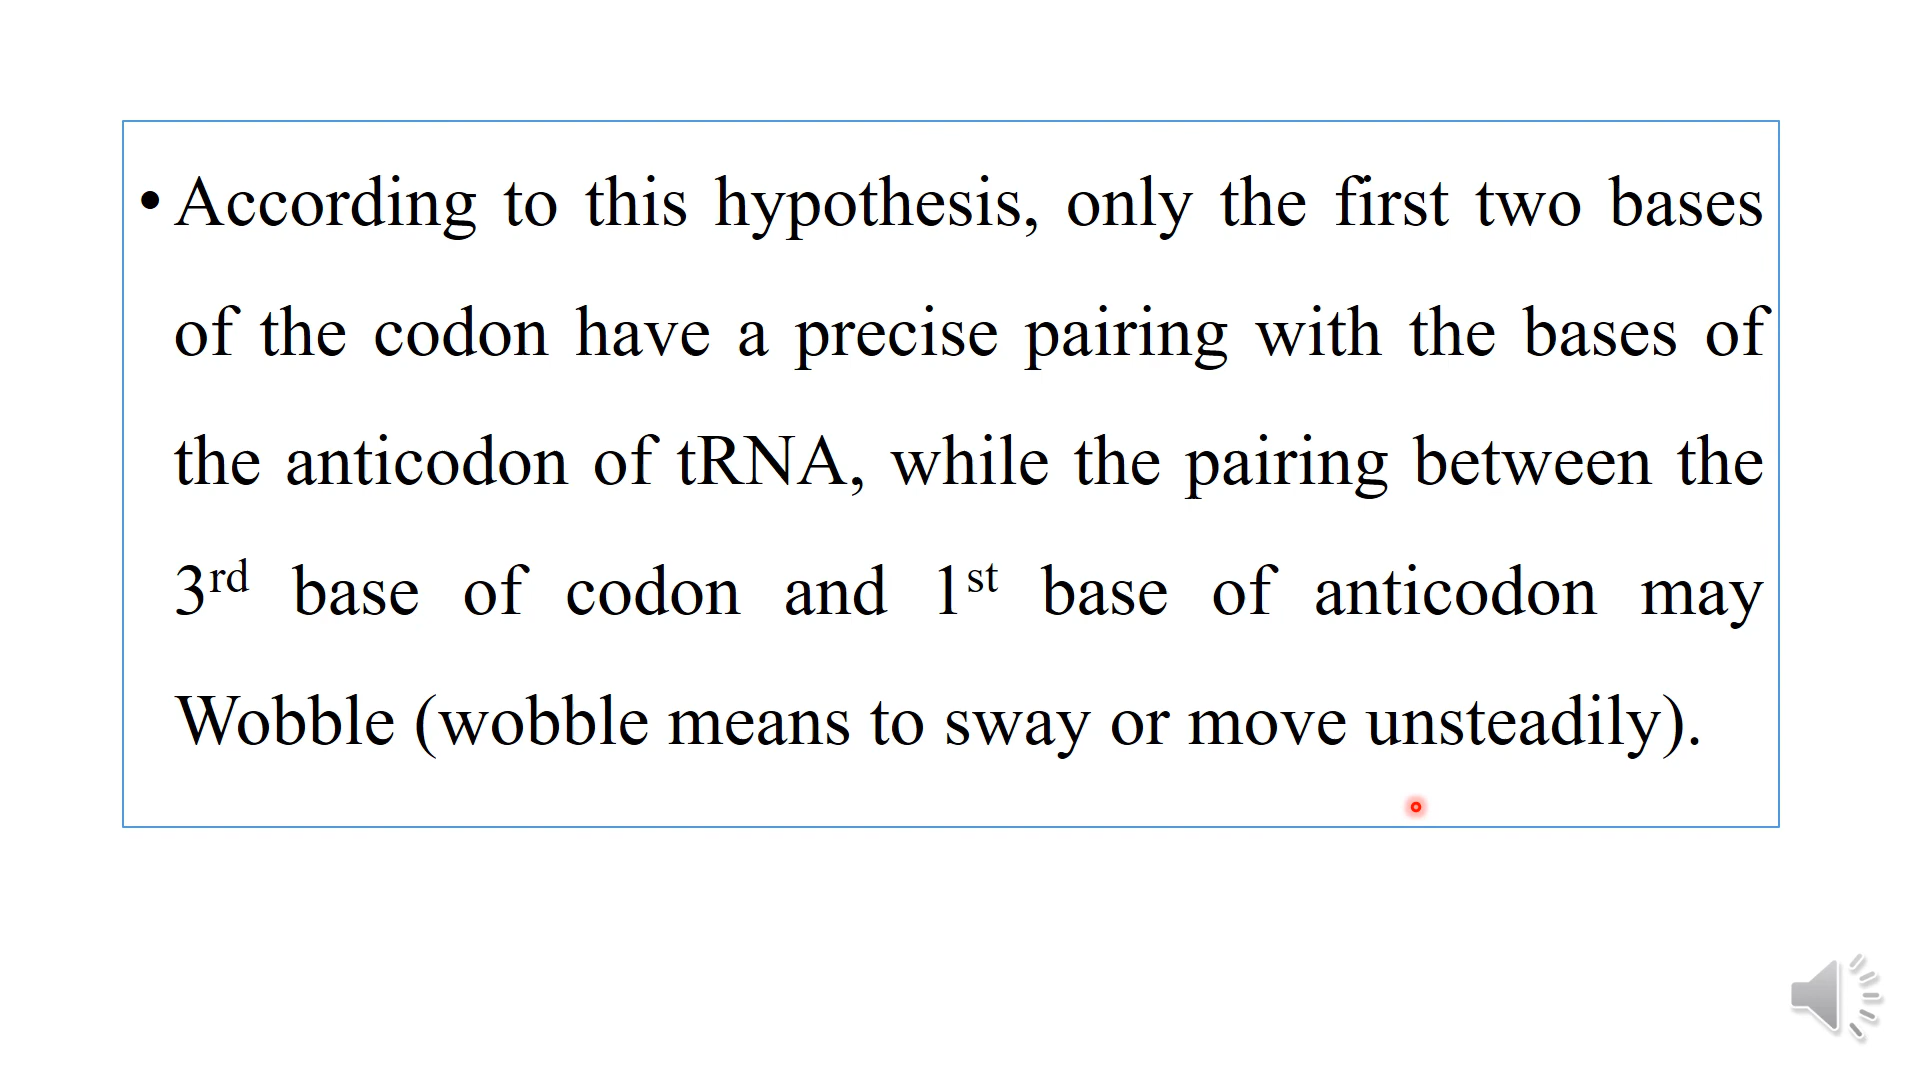 • According to this hypothesis, only the first two bases
of the codon have a precise pairing with the bases of
the anticodon of tRNA, while the pairing between the
3rd base of codon and 1st base of anticodon may
Wobble (wobble means to sway or move unsteadily).